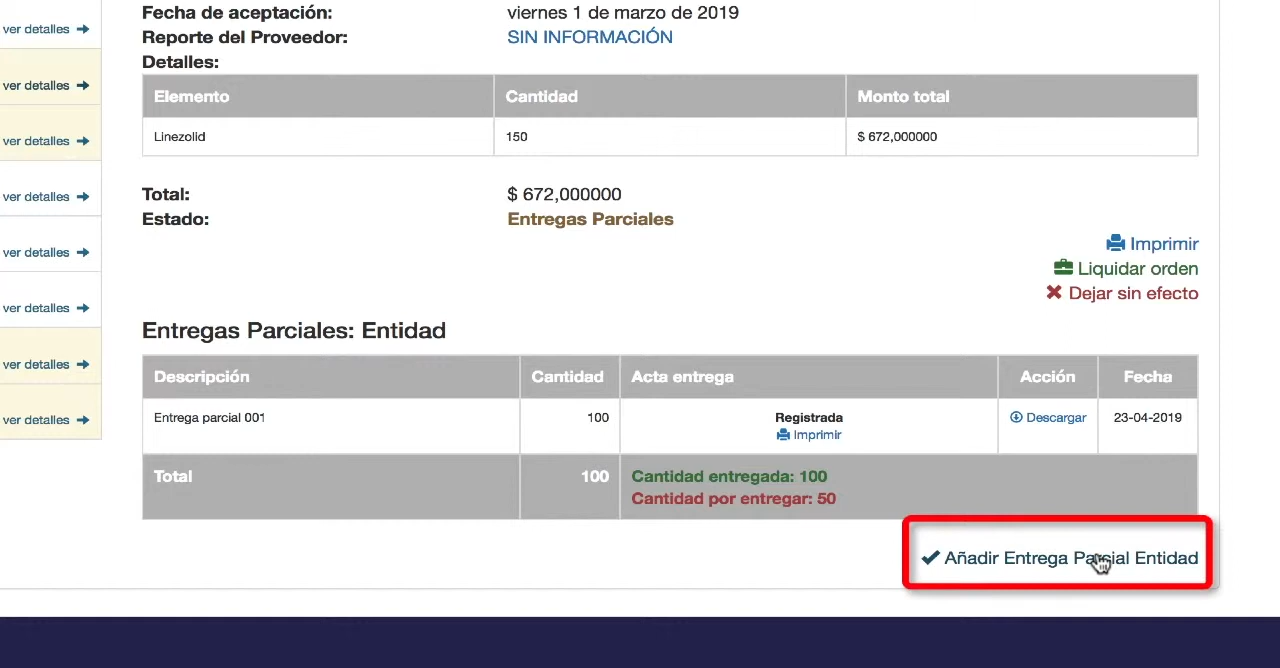 ver detalles
ver detalles
ver detalles
ver detalles
ver detalles
ver detalles
ver detalles
ver detalles
Fecha de aceptación: viernes 1 de marzo de 2019
Reporte del Proveedor: SIN INFORMACIÓN
Detalles:
Elemento Cantidad Monto total
Linezolid 150 $ 672,000000
Total: $ 672,000000
Estado: Entregas Parciales
Imprimir
Liquidar orden
Dejar sin efecto
Entregas Parciales: Entidad
Descripción Cantidad Acta entrega Acción Fecha
Entrega parcial 001 100 Registrada Descargar 23-04-2019
Imprimir
Total 100 Cantidad entregada: 100
Cantidad por entregar: 50
Añadir Entrega Parcial Entidad